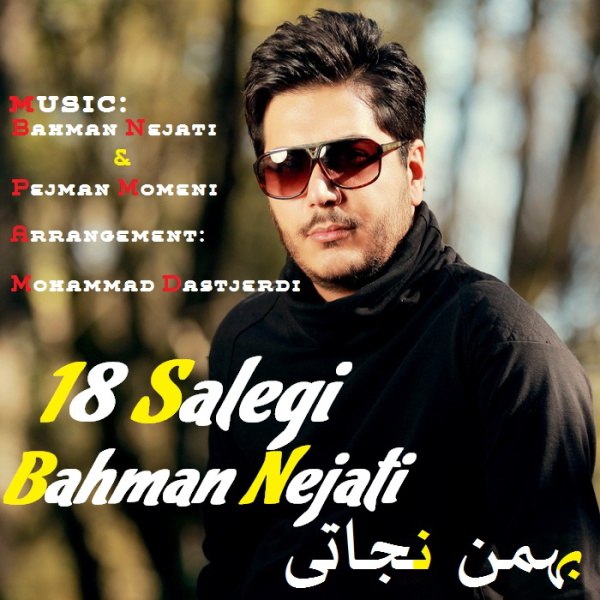 MUSIC:
BAHMAN NEJATI
&
PEJMAN MOMENI
ARRANGEMENT:
MOHAMMAD DASTJERDI
18 Salegi
Bahman Nejati
بهمن نجاتی